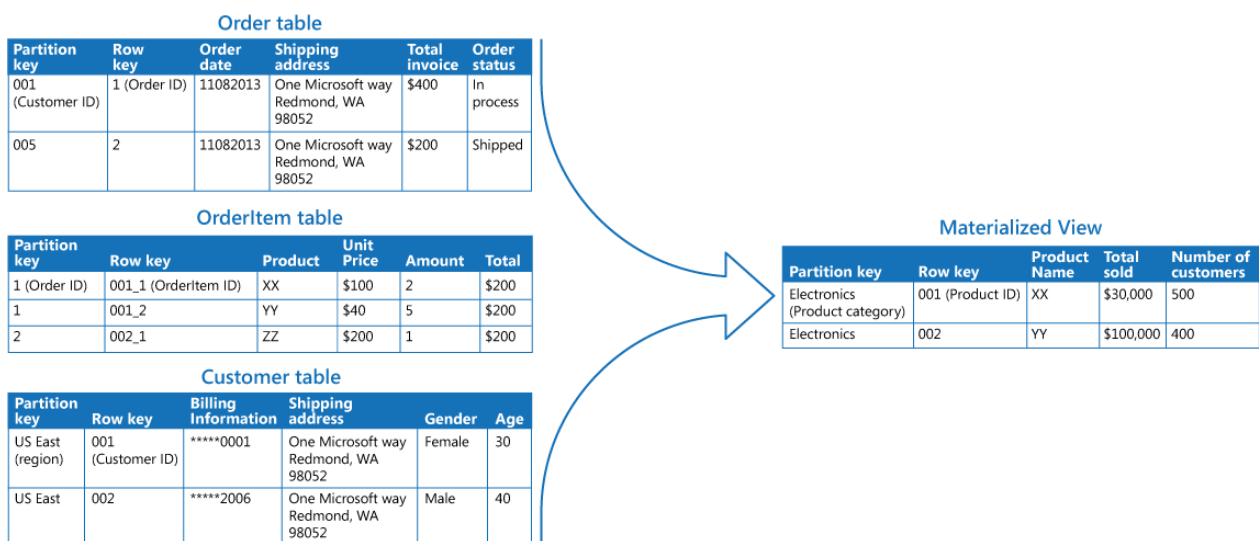 Order table
Partition key Row key Order date Shipping address Total invoice Order status
001 (Customer ID) 1 (Order ID) 11082013 One Microsoft way Redmond, WA 98052 $400 In process
005 2 11082013 One Microsoft way Redmond, WA 98052 $200 Shipped
OrderItem table
Partition key Row key Product Unit Price Amount Total
1 (Order ID) 001_1 (OrderItem ID) XX $100 2 $200
1 001_2 YY $40 5 $200
2 002_1 ZZ $200 1 $200
Customer table
Partition key Row key Billing Information Shipping address Gender Age
US East (region) 001 (Customer ID) *****0001 One Microsoft way Redmond, WA 98052 Female 30
US East 002 *****2006 One Microsoft way Redmond, WA 98052 Male 40
Materialized View
Partition key Row key Product Name Total sold Number of customers
Electronics (Product category) 001 (Product ID) XX $30,000 500
Electronics 002 YY $100,000 400